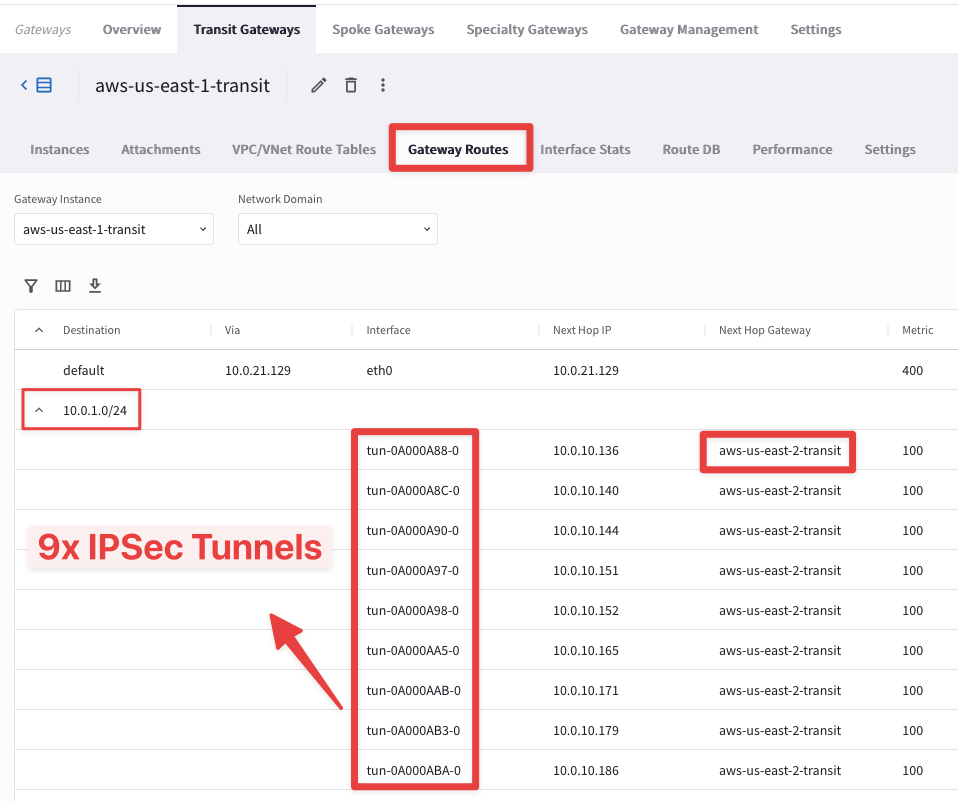 Gateways Overview Transit Gateways Spoke Gateways Specialty Gateways Gateway Management Settings
aws-us-east-1-transit
Instances Attachments VPC/VNet Route Tables Gateway Routes Interface Stats Route DB Performance Settings
Gateway Instance Network Domain
aws-us-east-1-transit All
Destination Via Interface Next Hop IP Next Hop Gateway Metric
default 10.0.21.129 eth0 10.0.21.129 400
10.0.1.0/24
tun-0A000A88-0 10.0.10.136 aws-us-east-2-transit 100
tun-0A000A8C-0 10.0.10.140 aws-us-east-2-transit 100
tun-0A000A90-0 10.0.10.144 aws-us-east-2-transit 100
9x IPSec Tunnels
tun-0A000A97-0 10.0.10.151 aws-us-east-2-transit 100
tun-0A000A98-0 10.0.10.152 aws-us-east-2-transit 100
tun-0A000AA5-0 10.0.10.165 aws-us-east-2-transit 100
tun-0A000AAB-0 10.0.10.171 aws-us-east-2-transit 100
tun-0A000AB3-0 10.0.10.179 aws-us-east-2-transit 100
tun-0A000ABA-0 10.0.10.186 aws-us-east-2-transit 100